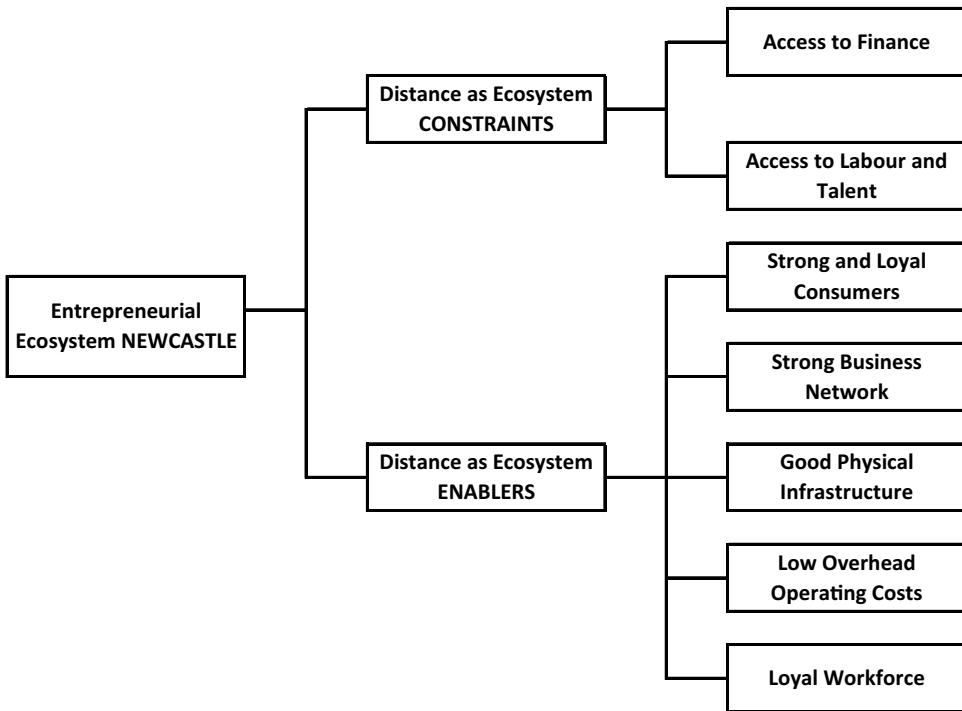 Entrepreneurial
Ecosystem NEWCASTLE
Distance as Ecosystem
CONSTRAINTS
Access to Finance
Access to Labour and
Talent
Distance as Ecosystem
ENABLERS
Strong and Loyal
Consumers
Strong Business
Network
Good Physical
Infrastructure
Low Overhead
Operating Costs
Loyal Workforce